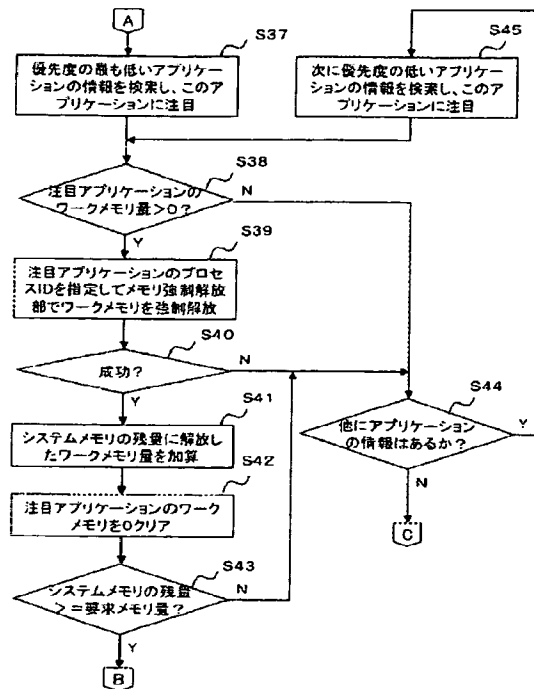 A
S37
優先度の最も低いアプリケー
ションの情報を検索し、このア
プリケーションに注目
S45
次に優先度の低いアプリケー
ションの情報を検索し、このア
プリケーションに注目
S38
注目アプリケーションの
ワークメモリ量>0?
N
Y
S39
注目アプリケーションのプロセ
スIDを指定してメモリ強制解放
部でワークメモリを強制解放
S40
成功?
N
Y
S41
システムメモリの残量に解放し
たワークメモリ量を加算
S42
注目アプリケーションのワーク
メモリを0クリア
S43
システムメモリの残量
>=要求メモリ量?
N
Y
B
S44
他にアプリケーション
の情報はあるか?
Y
N
C